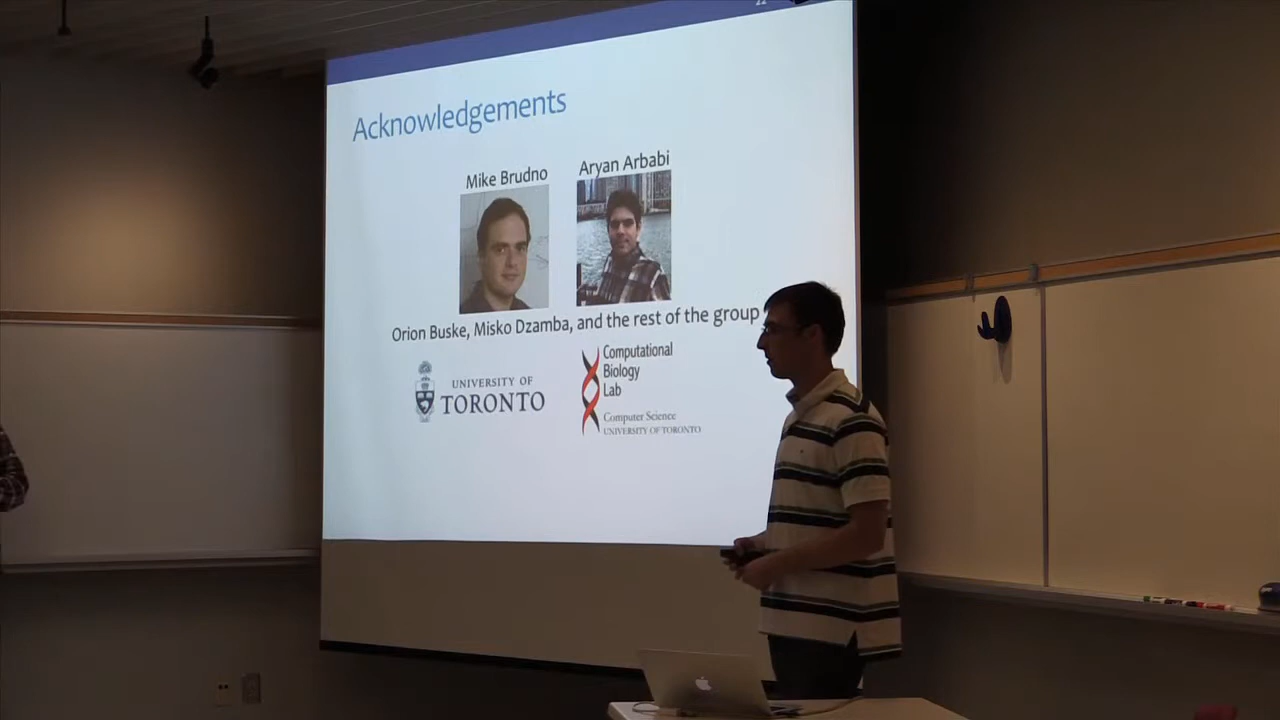 22
Acknowledgements
Mike Brudno
Aryan Arbabi
Orion Buske, Misko Dzamba, and the rest of the group
UNIVERSITY OF
TORONTO
Computational
Biology
Lab
Computer Science
UNIVERSITY OF TORONTO